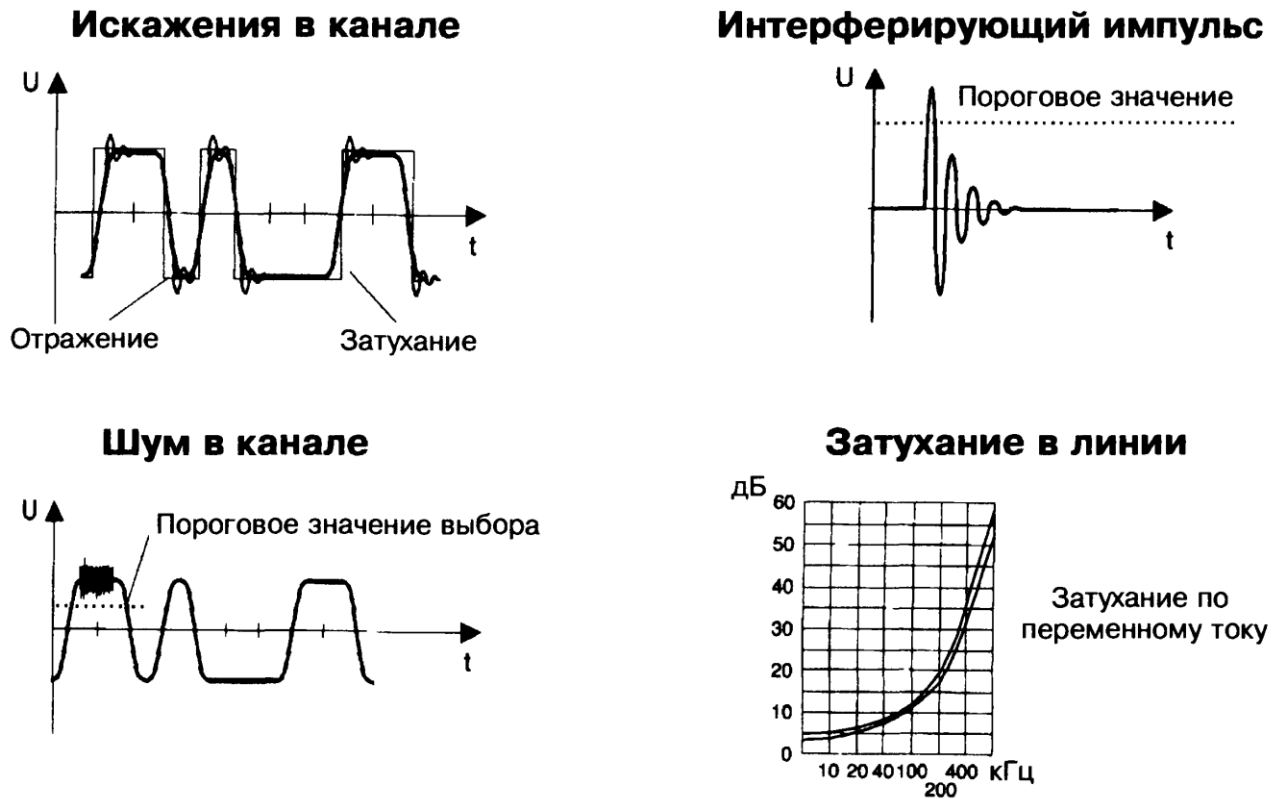 Искажения в канале
U
t
Отражение
Затухание
Интерферирующий импульс
U
Пороговое значение
t
Шум в канале
U
Пороговое значение выбора
t
Затухание в линии
дБ
60
50
40
30
20
10
0
10 20 40 100 400 кГц
200
Затухание по
переменному току